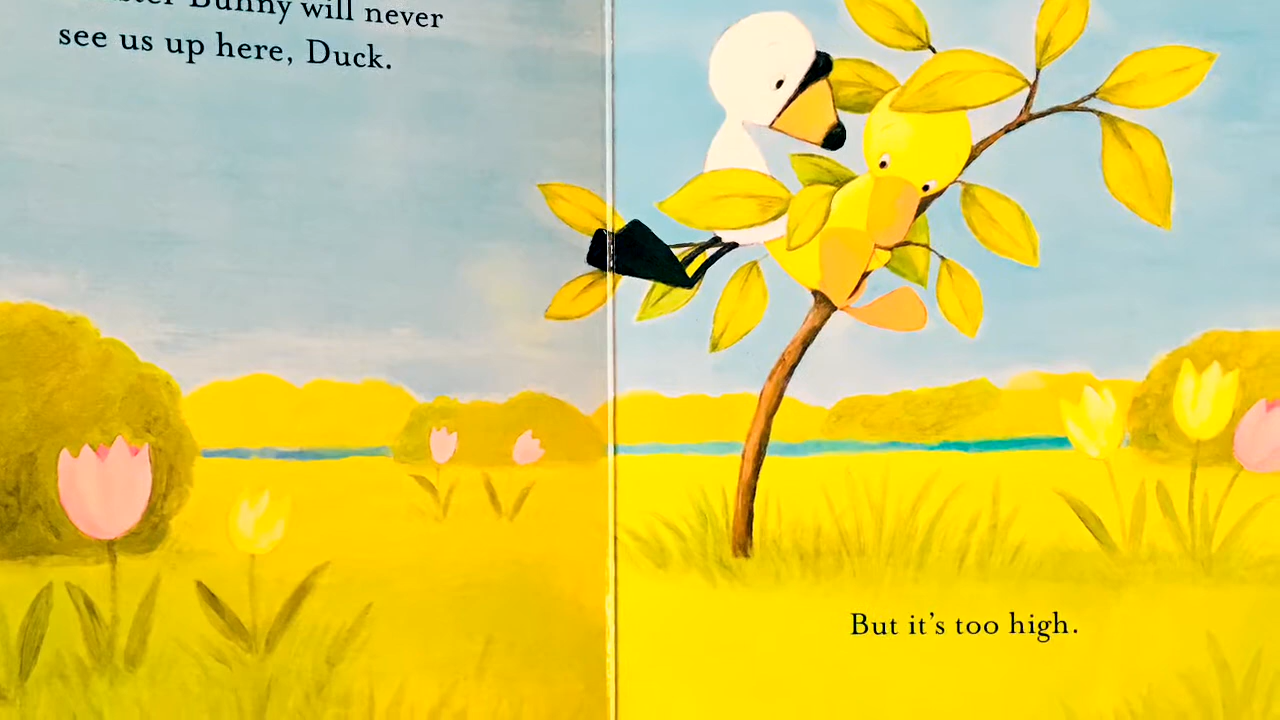 Bunny will never
see us up here, Duck.
But it's too high.